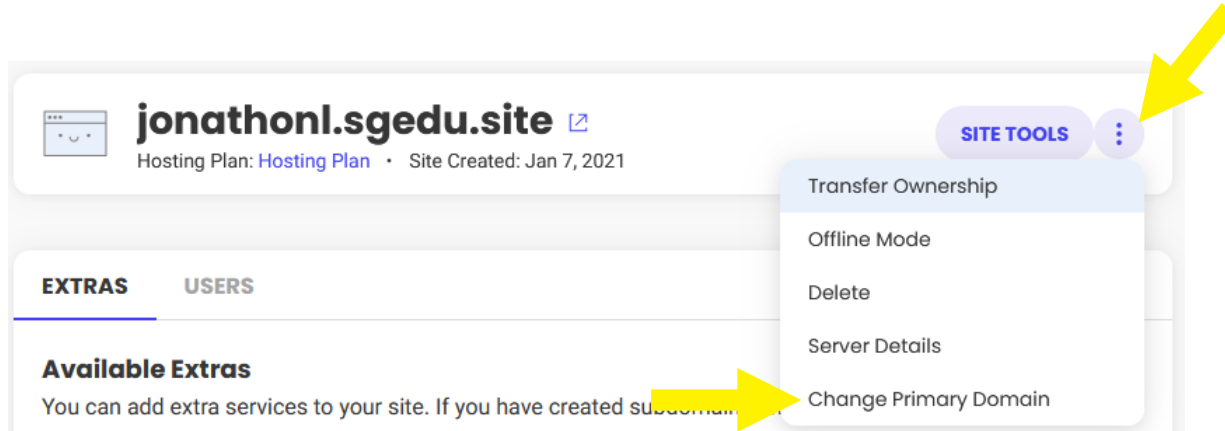 jonathonl.sgedu.site
Hosting Plan: Hosting Plan • Site Created: Jan 7, 2021
SITE TOOLS
Transfer Ownership
Offline Mode
Delete
Server Details
Change Primary Domain
EXTRAS USERS
Available Extras
You can add extra services to your site. If you have created